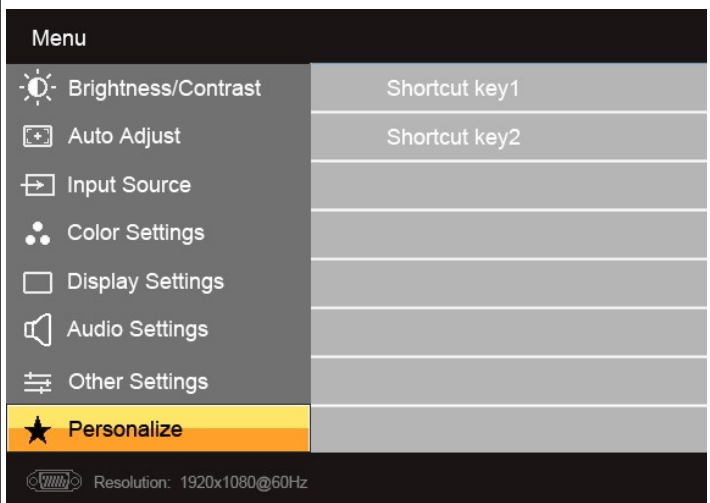 Menu
Brightness/Contrast
Shortcut key1
Auto Adjust
Shortcut key2
Input Source
Color Settings
Display Settings
Audio Settings
Other Settings
Personalize
Resolution: 1920x1080@60Hz